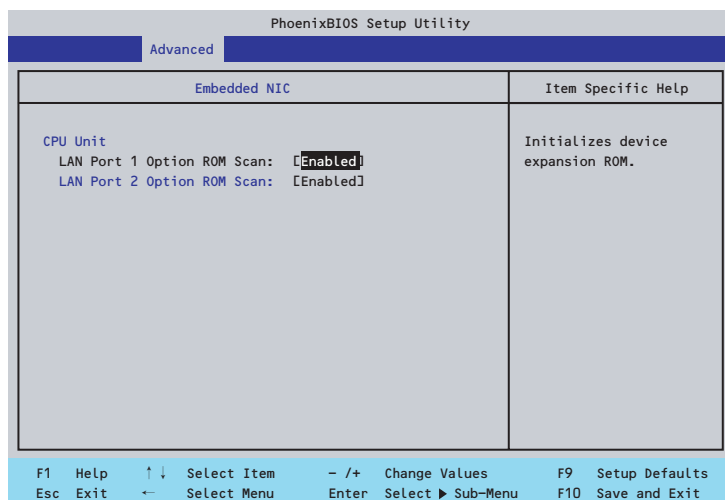 PhoenixBIOS Setup Utility
Advanced
Embedded NIC
Item Specific Help
CPU Unit
LAN Port 1 Option ROM Scan: [Enabled]
LAN Port 2 Option ROM Scan: [Enabled]
Initializes device
expansion ROM.
F1 Help ↑↓ Select Item - /+ Change Values F9 Setup Defaults
Esc Exit ← Select Menu Enter Select ▶ Sub-Menu F10 Save and Exit